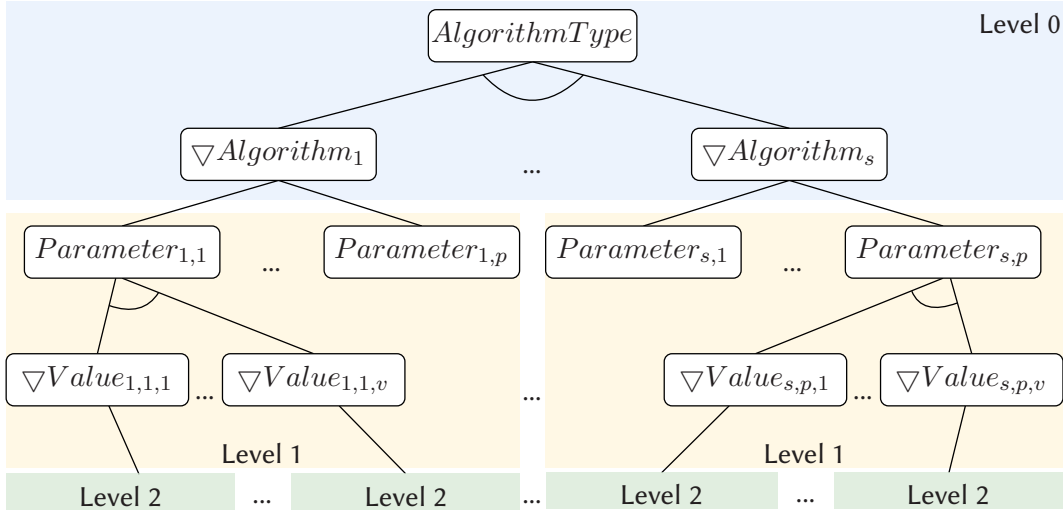 AlgorithmType
Level 0
▽Algorithm₁ ... ▽Algorithmₛ
Parameter₁,₁ ... Parameter₁,ₚ Parameterₛ,₁ ... Parameterₛ,ₚ
▽Value₁,₁,₁ ... ▽Value₁,₁,ᵥ ... ▽Valueₛ,ₚ,₁ ... ▽Valueₛ,ₚ,ᵥ
Level 1 Level 1
Level 2 ... Level 2 ... Level 2 ... Level 2